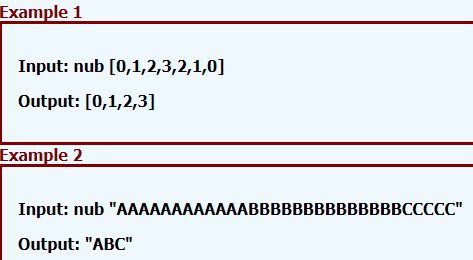 Example 1
Input: nub [0,1,2,3,2,1,0]
Output: [0,1,2,3]
Example 2
Input: nub "AAAAAAAAAAAABBBBBBBBBBBBBBCCCCC"
Output: "ABC"